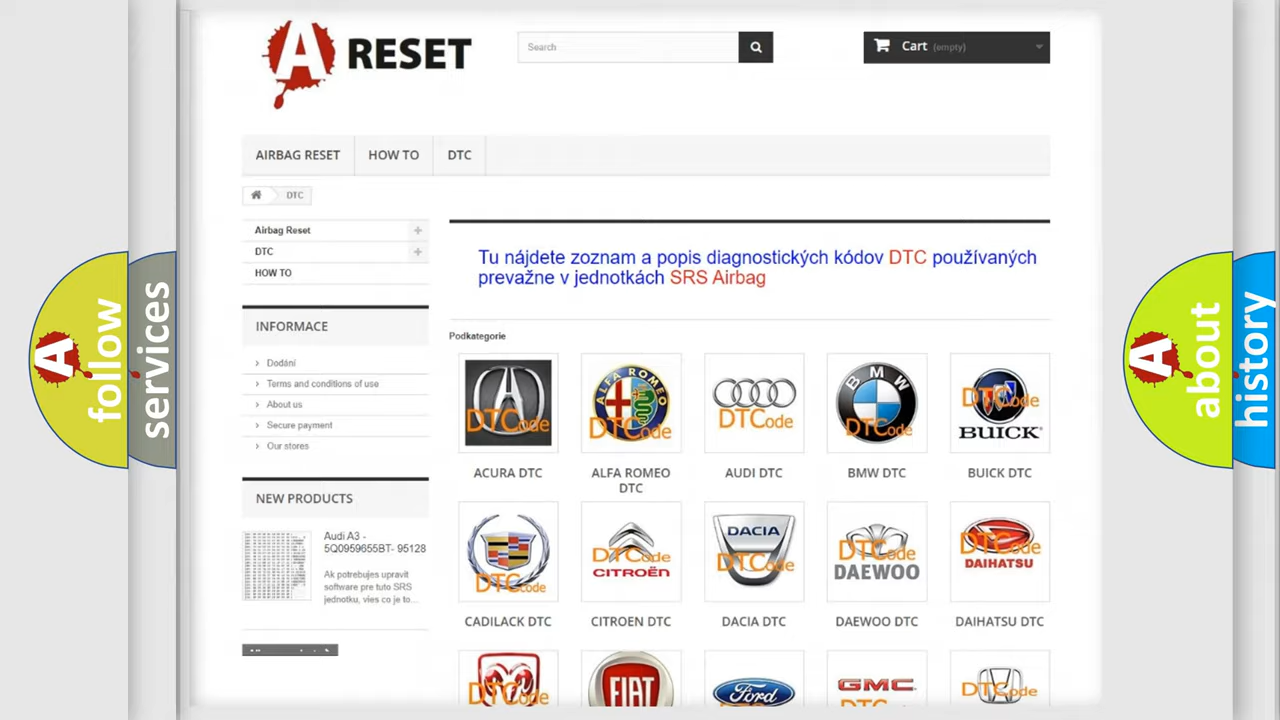 A RESET
Search
Cart (empty)
AIRBAG RESET
HOW TO
DTC
DTC
Airbag Reset
DTC
HOW TO
INFORMACE
Dodání
Terms and conditions of use
About us
Secure payment
Our stores
NEW PRODUCTS
Audi A3 -
5Q0959655BT- 95128
Ak potrebujes upravit
software pre tuto SRS
jednotku, vies co je to...
Tu nájdete zoznam a popis diagnostických kódov DTC používaných
prevažne v jednotkách SRS Airbag
Podkategorie
DTCode
ALFA ROMEO
DTCode
DTCode
BMW
DTCode
DTCode
BUICK
ACURA DTC
ALFA ROMEO
DTC
AUDI DTC
BMW DTC
BUICK DTC
DTCode
DTCode
CITROËN
DACIA
DTCode
DTCode
DAEWOO
DTCode
DAIHATSU
CADILACK DTC
CITROEN DTC
DACIA DTC
DAEWOO DTC
DAIHATSU DTC
DTCode
FIAT
Ford
GMC
DTCode
A follow
services
A about
history